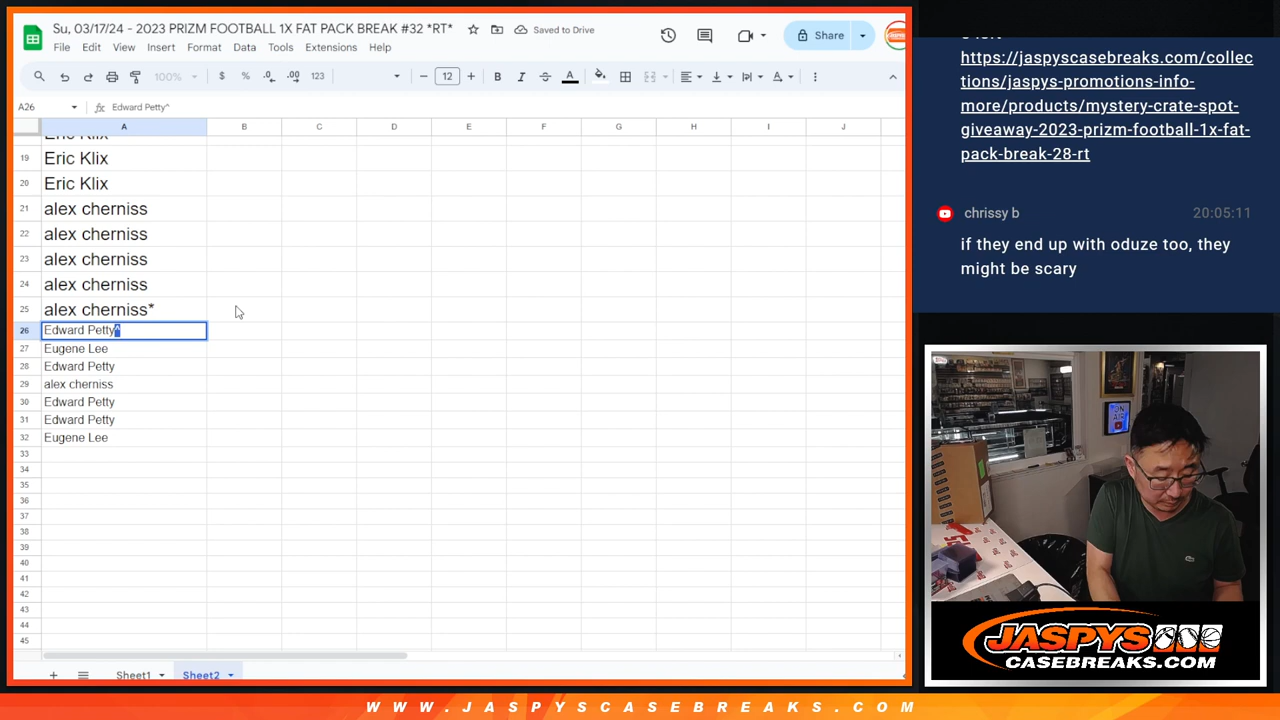 Su, 03/17/24 - 2023 PRIZM FOOTBALL 1X FAT PACK BREAK #32 *RT*
Saved to Drive
File Edit View Insert Format Data Tools Extensions Help
Share
100% $ % .0 .00 123 12 B I A
A26 Edward Petty^
A B C D E F G H I J
Eric Klix
19 Eric Klix
20 Eric Klix
21 alex cherniss
22 alex cherniss
23 alex cherniss
24 alex cherniss
25 alex cherniss*
26 Edward Petty^
27 Eugene Lee
28 Edward Petty
29 alex cherniss
30 Edward Petty
31 Edward Petty
32 Eugene Lee
33
34
35
36
37
38
39
40
41
42
43
44
45
Sheet1 Sheet2
https://jaspyscasebreaks.com/collec
tions/jaspys-promotions-info-
more/products/mystery-crate-spot-
giveaway-2023-prizm-football-1x-fat-
pack-break-28-rt
chrissy b 20:05:11
if they end up with oduze too, they
might be scary
ON
AIR
JASPYS
CASEBREAKS.COM
WWW.JASPYSCASEBREAKS.COM